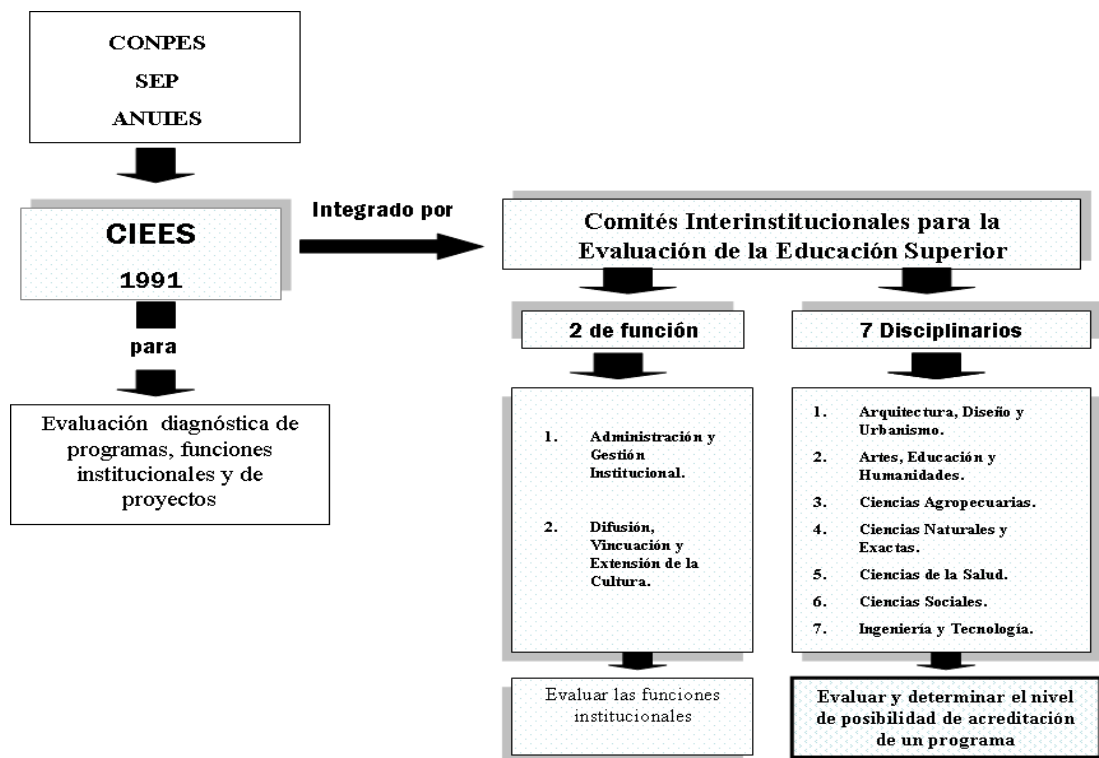 CONPES
SEP
ANUIES
CIEES
1991
Integrado por
Comités Interinstitucionales para la
Evaluación de la Educación Superior
para
Evaluación diagnóstica de
programas, funciones
institucionales y de
proyectos
2 de función
1. Administración y
Gestión
Institucional.
2. Difusión,
Vincuación y
Extensión de la
Cultura.
Evaluar las funciones
institucionales
7 Disciplinarios
1. Arquitectura, Diseño y
Urbanismo.
2. Artes, Educación y
Humanidades.
3. Ciencias Agropecuarias.
4. Ciencias Naturales y
Exactas.
5. Ciencias de la Salud.
6. Ciencias Sociales.
7. Ingeniería y Tecnología.
Evaluar y determinar el nivel
de posibilidad de acreditación
de un programa